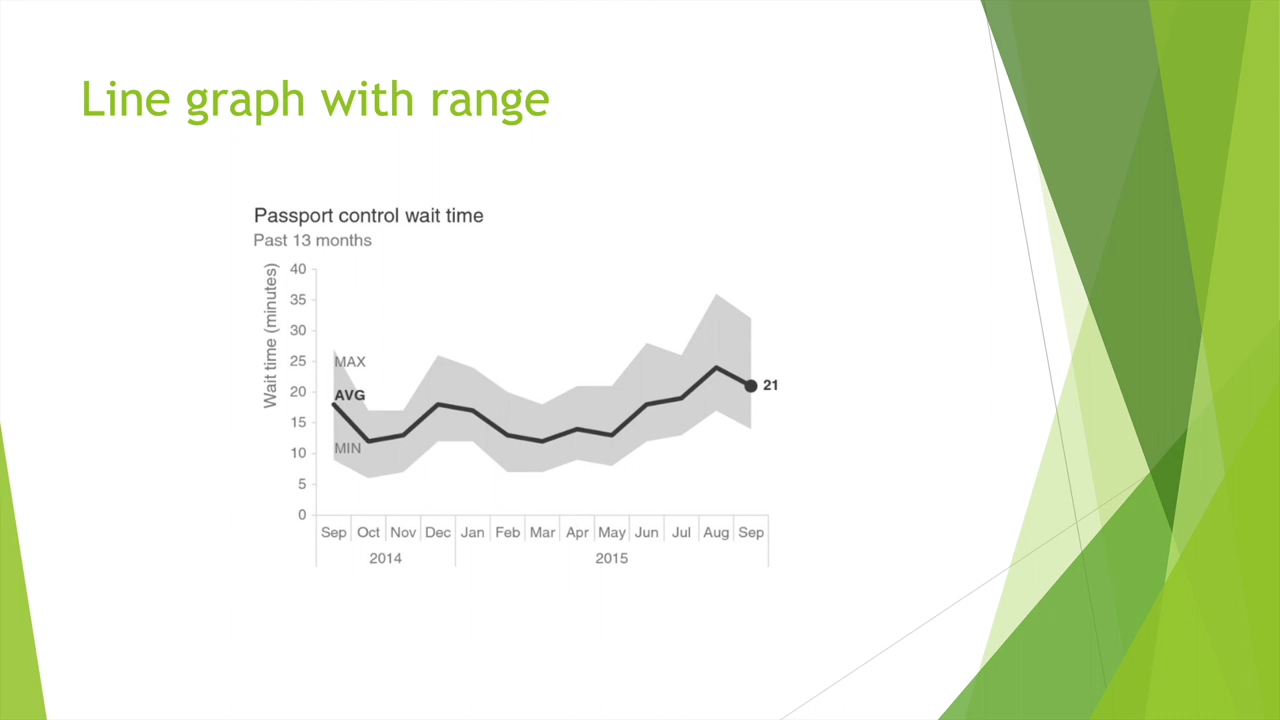 Line graph with range
Passport control wait time
Past 13 months
Wait time (minutes)
40
35
30
25
20
15
10
5
0
MAX
AVG
MIN
21
Sep Oct Nov Dec Jan Feb Mar Apr May Jun Jul Aug Sep
2014 2015